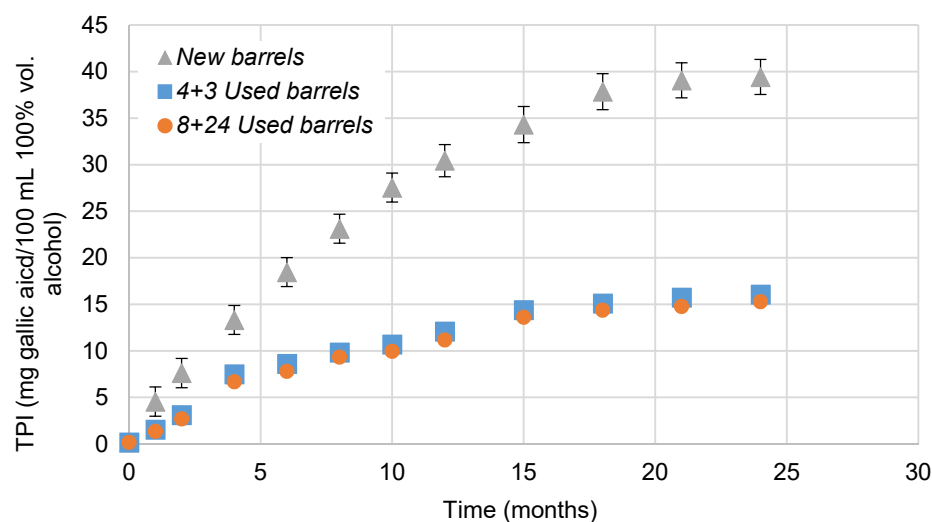 45
40
35
30
25
20
15
10
5
0
TPI (mg gallic aicd/100 mL 100% vol.
alcohol)
New barrels
4+3 Used barrels
8+24 Used barrels
0 5 10 15 20 25 30
Time (months)